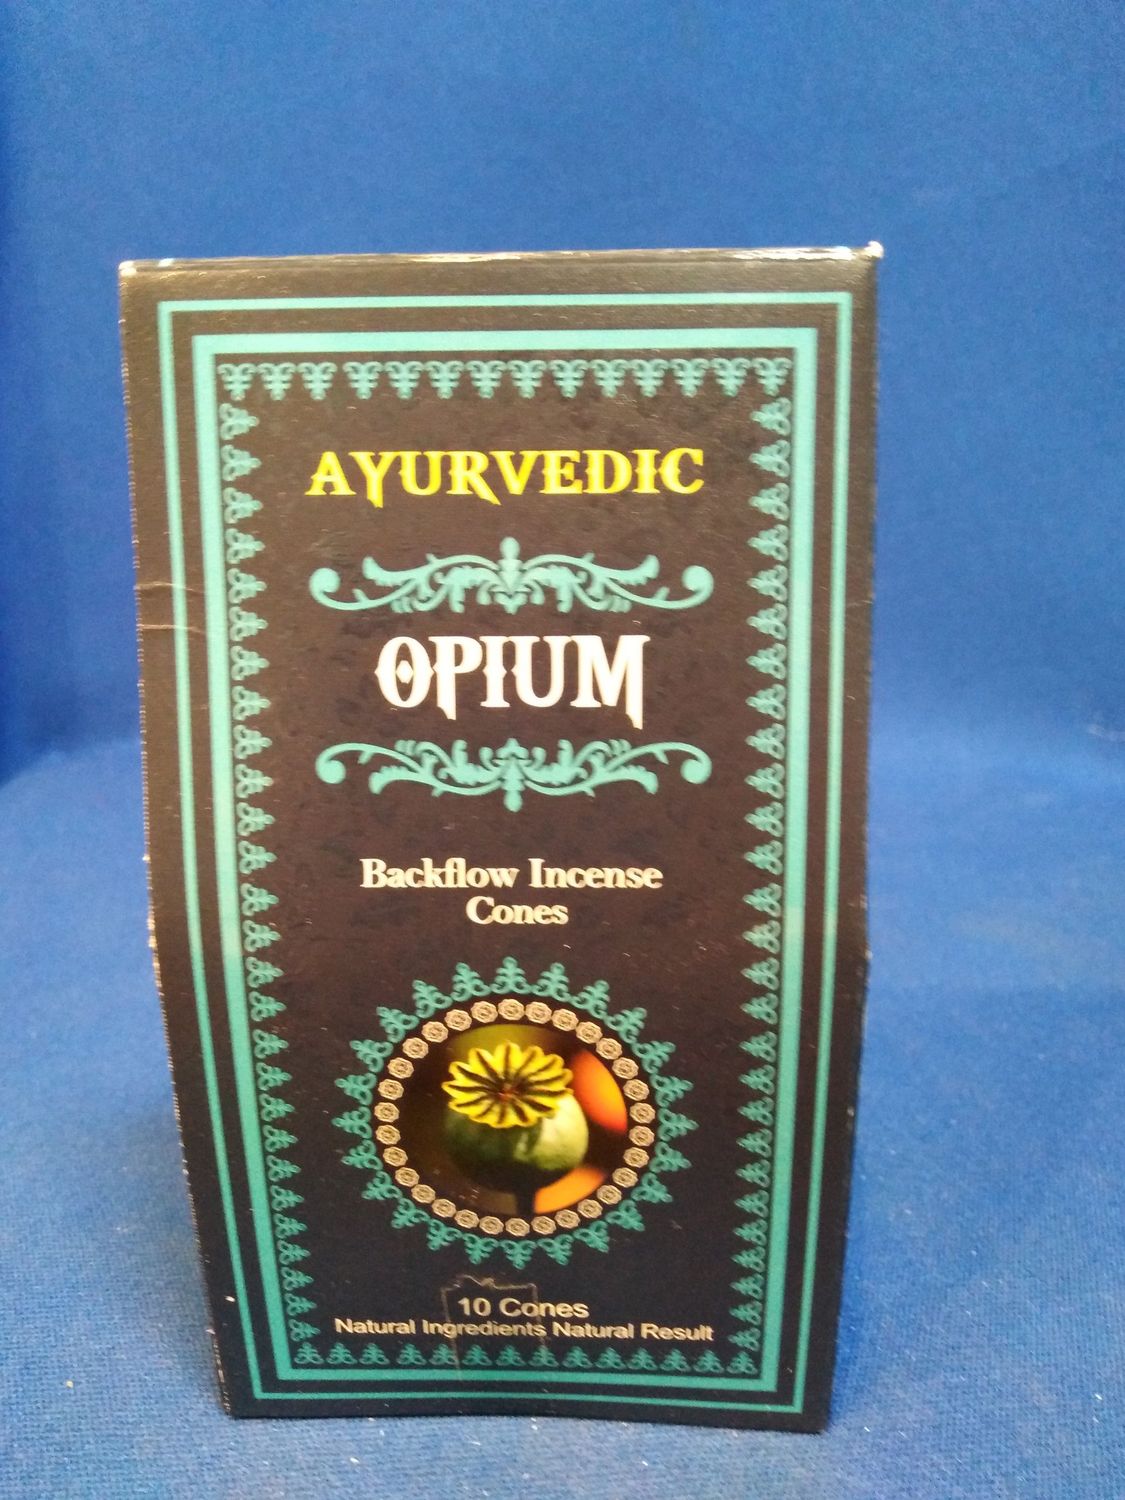 AYURVEDIC
OPIUM
Backflow Incense
Cones
10 Cones
Natural Ingredients Natural Result